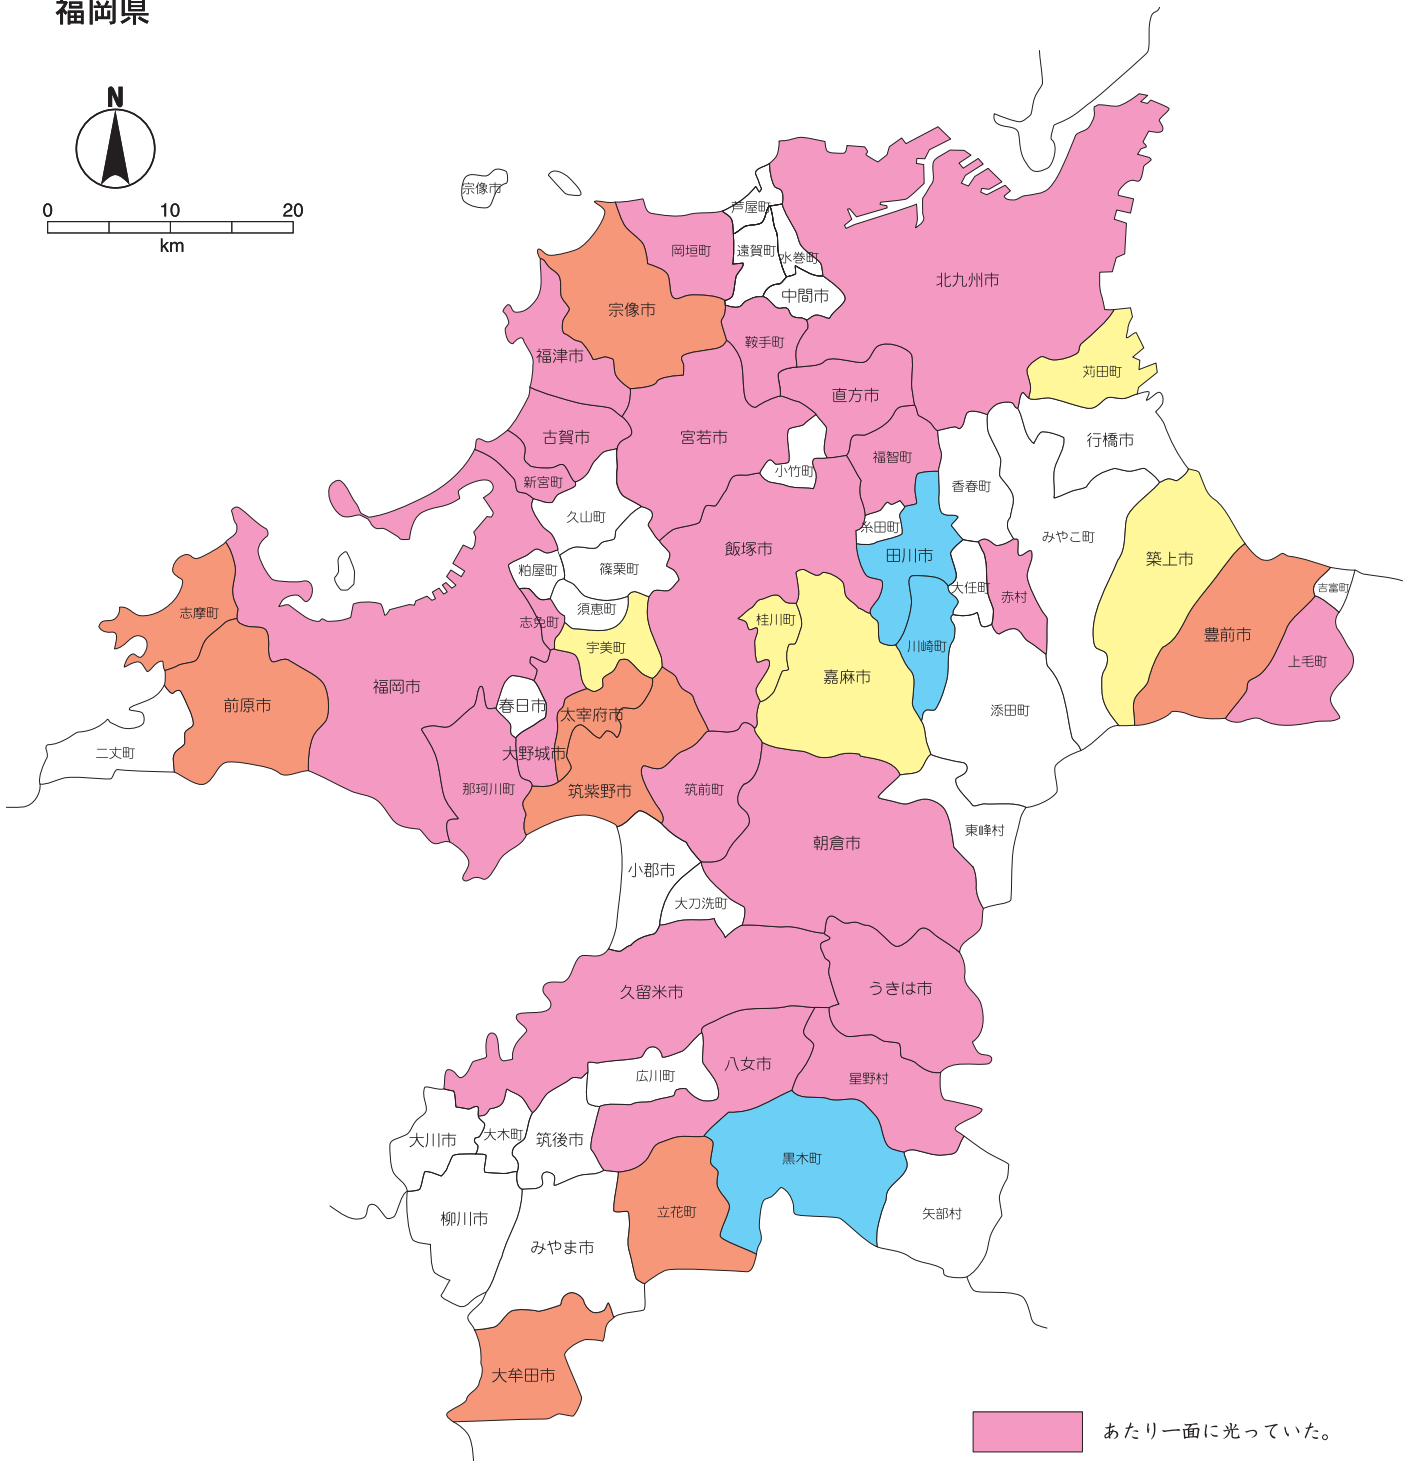 福岡県
N
0 10 20
km
宗像市
芦屋町
岡垣町
遠賀町
水巻町
北九州市
中間市
宗像市
鞍手町
福津市
苅田町
直方市
古賀市
宮若市
行橋市
福智町
小竹町
新宮町
香春町
久山町
糸田町
みやこ町
飯塚市
田川市
築上市
粕屋町
篠栗町
大任町
吉富町
赤村
須恵町
志摩町
志免町
桂川町
宇美町
川崎町
豊前市
上毛町
嘉麻市
福岡市
前原市
春日市
太宰府市
添田町
二丈町
大野城市
那珂川町
筑紫野市
筑前町
東峰村
朝倉市
小郡市
大刀洗町
久留米市
うきは市
八女市
広川町
星野村
大木町
大川市
筑後市
黒木町
立花町
矢部村
柳川市
みやま市
大牟田市
あたり一面に光っていた。